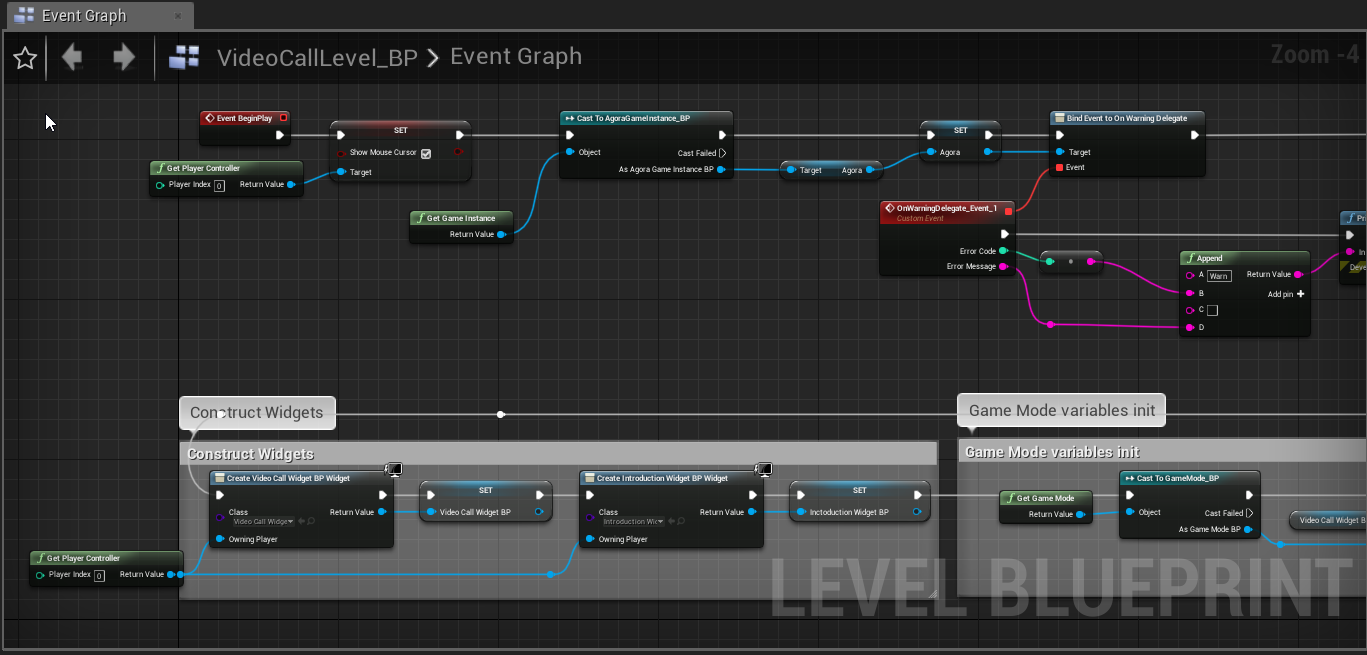 Event Graph
VideoCallLevel_BP
Event Graph
Zoom -4
Event BeginPlay
SET
Show Mouse Cursor
Target
Get Player Controller
Player Index 0
Return Value
Get Game Instance
Return Value
Cast To AgoraGameInstance_BP
Object
Cast Failed
As Agora Game Instance BP
Target Agora
SET
Agora
Bind Event to On Warning Delegate
Target
Event
OnWarningDelegate_Event_1
Custom Event
Error Code
Error Message
Append
A Warn
Return Value
B
Add pin
C
D
Pri
In
Deve
Construct Widgets
Game Mode variables init
Construct Widgets
Game Mode variables init
Create Video Call Widget BP Widget
Class
Video Call Widge
Return Value
Owning Player
SET
Video Call Widget BP
Create Introduction Widget BP Widget
Class
Introduction Wi
Return Value
Owning Player
SET
Inctoduction Widget BP
Get Game Mode
Return Value
Cast To GameMode_BP
Object
Cast Failed
As Game Mode BP
Video Call Widget B
Get Player Controller
Player Index 0
Return Value
LEVEL BLUEPRINT